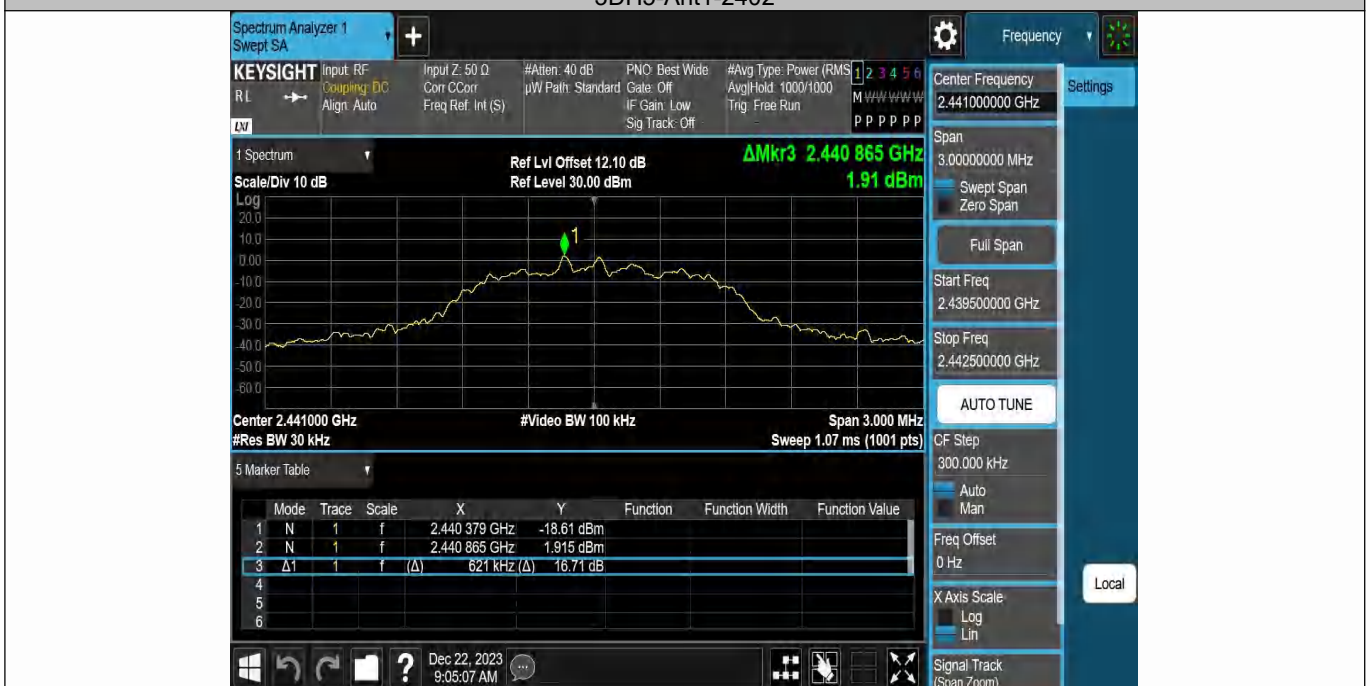 3DH5-Ant1-2402
Spectrum Analyzer 1
Swept SA
+
Frequency
KEYSIGHT
RL
LXI
Input: RF
Coupling: DC
Align: Auto
Input Z: 50 Ω
Corr CCorr
Freq Ref: Int (S)
#Atten: 40 dB
µW Path: Standard
PNO: Best Wide
Gate: Off
IF Gain: Low
Sig Track: Off
#Avg Type: Power (RMS
Avg|Hold: 1000/1000
Trig: Free Run
1 2 3 4 5 6
M W W W W W
P P P P P P
Settings
Center Frequency
2.441000000 GHz
Span
3.00000000 MHz
Swept Span
Zero Span
Full Span
Start Freq
2.439500000 GHz
Stop Freq
2.442500000 GHz
AUTO TUNE
CF Step
300.000 kHz
Auto
Man
Freq Offset
0 Hz
X Axis Scale
Log
Lin
Signal Track
(Span Zoom)
Local
1 Spectrum
Scale/Div 10 dB
Ref Lvl Offset 12.10 dB
Ref Level 30.00 dBm
ΔMkr3 2.440 865 GHz
1.91 dBm
Log
20.0
10.0
0.00
-10.0
-20.0
-30.0
-40.0
-50.0
-60.0
1
Center 2.441000 GHz
#Res BW 30 kHz
#Video BW 100 kHz
Span 3.000 MHz
Sweep 1.07 ms (1001 pts)
5 Marker Table
Mode Trace Scale X Y Function Function Width Function Value
1 N 1 f 2.440 379 GHz -18.61 dBm
2 N 1 f 2.440 865 GHz 1.915 dBm
3 Δ1 1 f (Δ) 621 kHz (Δ) 16.71 dB
4
5
6
?
Dec 22, 2023
9:05:07 AM